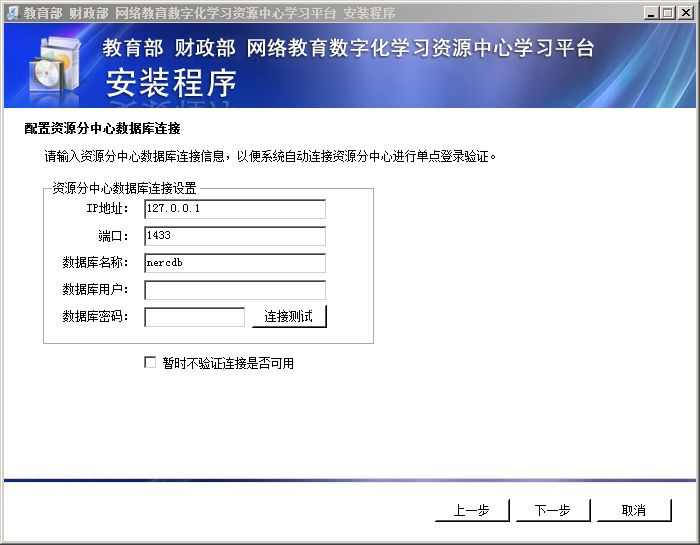 教育部 财政部 网络教育数字化学习资源中心学习平台 安装程序
教育部 财政部 网络教育数字化学习资源中心学习平台
安装程序
配置资源分中心数据库连接
请输入资源分中心数据库连接信息，以便系统自动连接资源分中心进行单点登录验证。
资源分中心数据库连接设置
IP地址： 127.0.0.1
端口： 1433
数据库名称： nercdb
数据库用户：
数据库密码： 连接测试
暂时不验证连接是否可用
上一步 下一步 取消